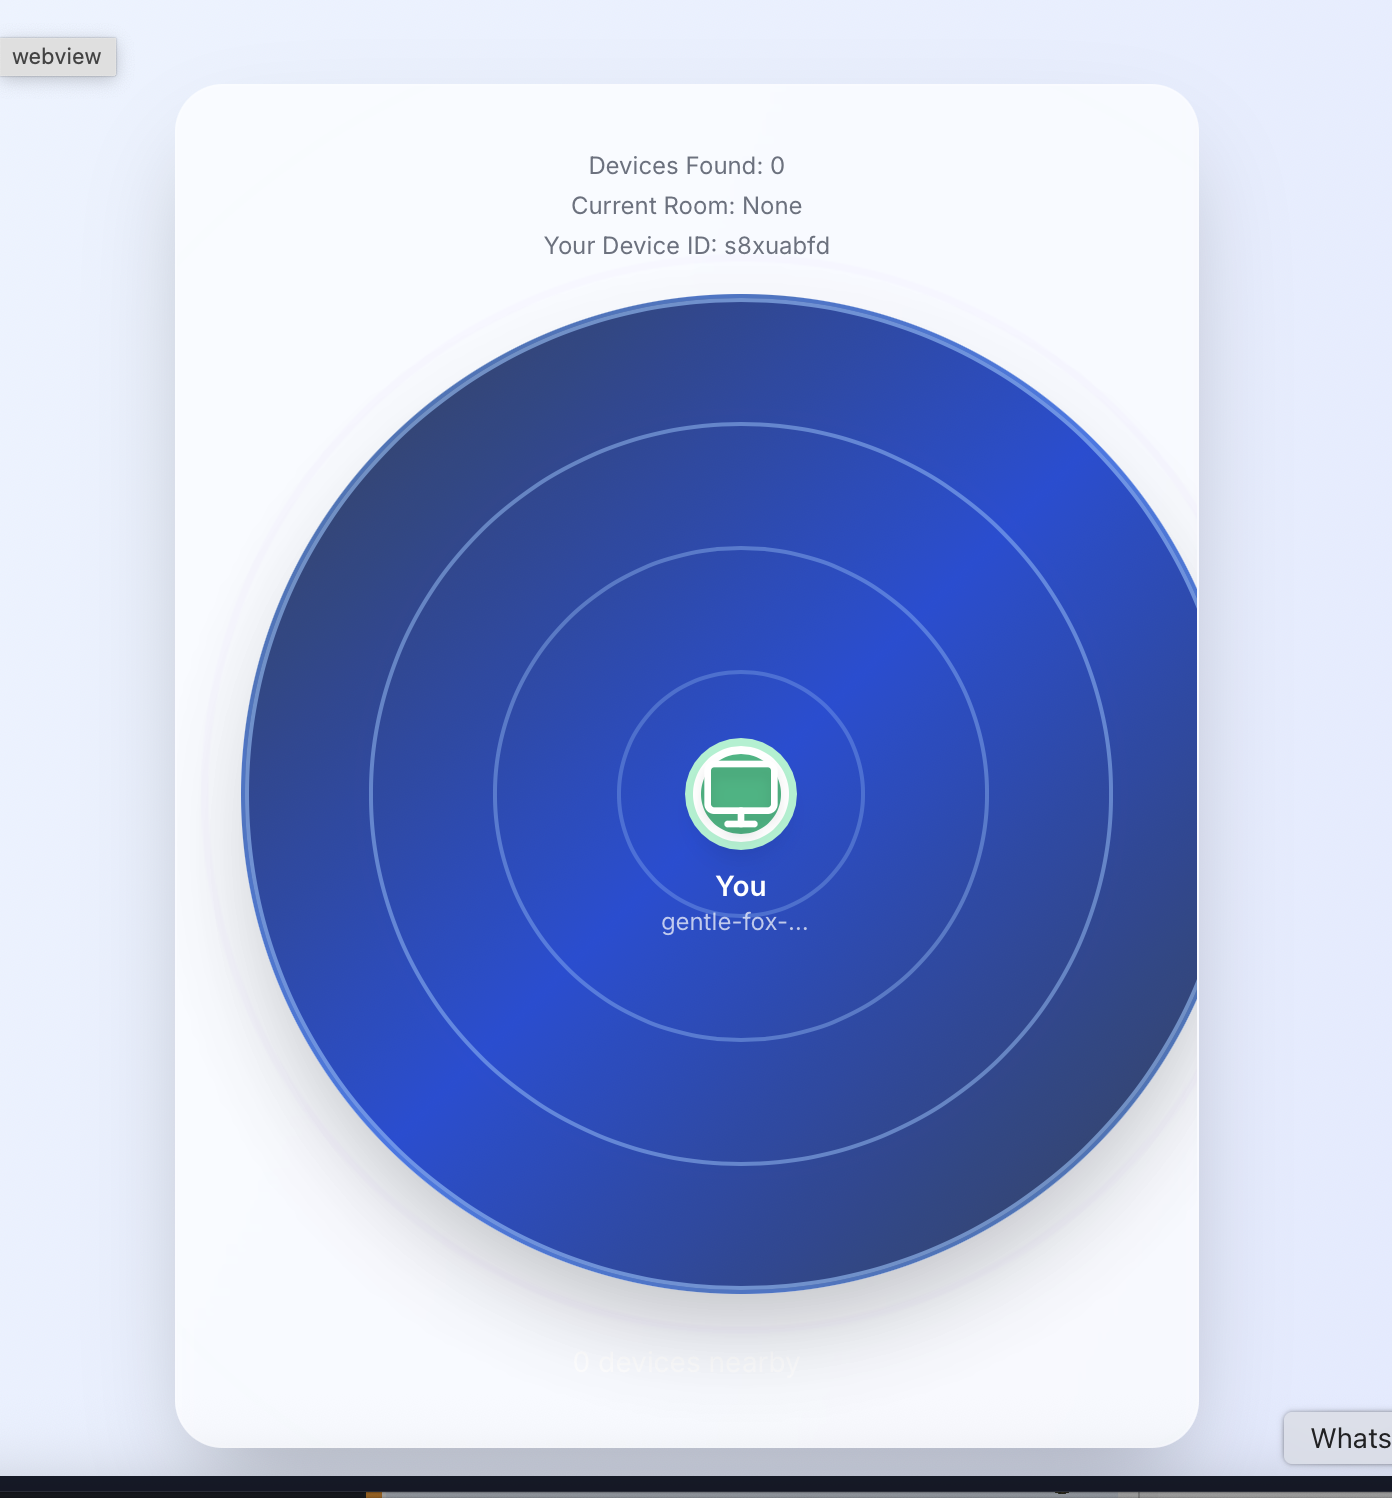 webview
Devices Found: 0
Current Room: None
Your Device ID: s8xuabfd
You
gentle-fox-...
0 devices nearby
Whats